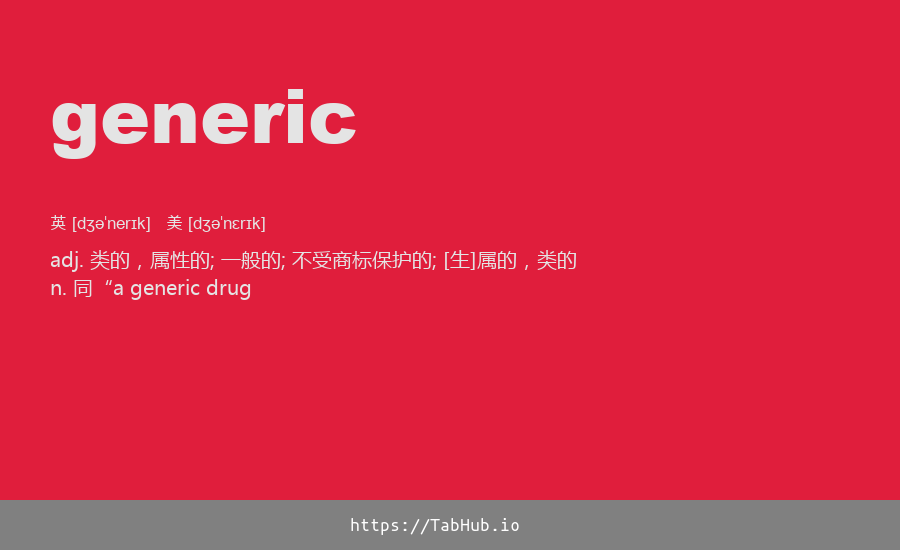 generic
英 [dʒə'nerɪk] 美 [dʒə'nɛrɪk]
adj. 类的，属性的; 一般的; 不受商标保护的; [生]属的，类的
n. 同“a generic drug
https://TabHub.io